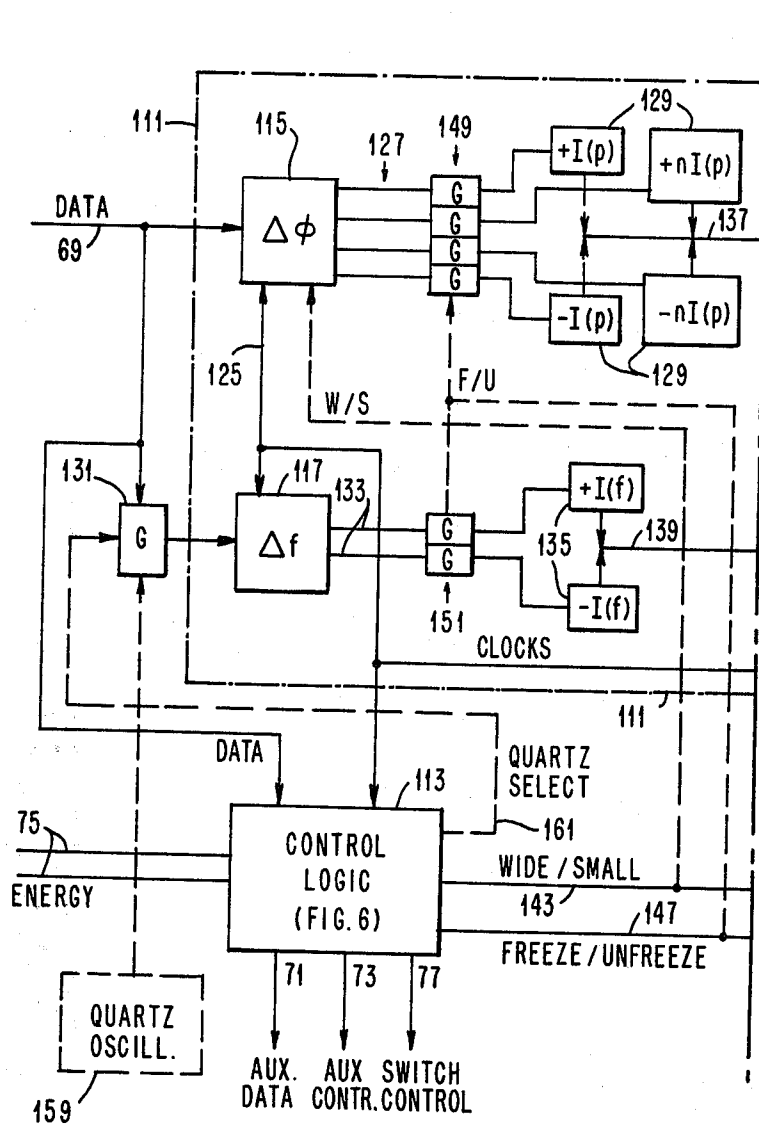 111
115
127
149
129
+I(p)
+nI(p)
G
G
G
G
DATA
69
Δφ
137
-I(p)
-nI(p)
129
125
W/S
F/U
131
117
133
G
Δf
G
G
151
+I(f)
135
139
-I(f)
CLOCKS
111
DATA
QUARTZ
SELECT
161
113
75
ENERGY
CONTROL
LOGIC
(FIG. 6)
WIDE/SMALL
143
147
FREEZE/UNFREEZE
71
73
77
QUARTZ
OSCILL.
159
AUX.
DATA
AUX
CONTR.
SWITCH
CONTROL